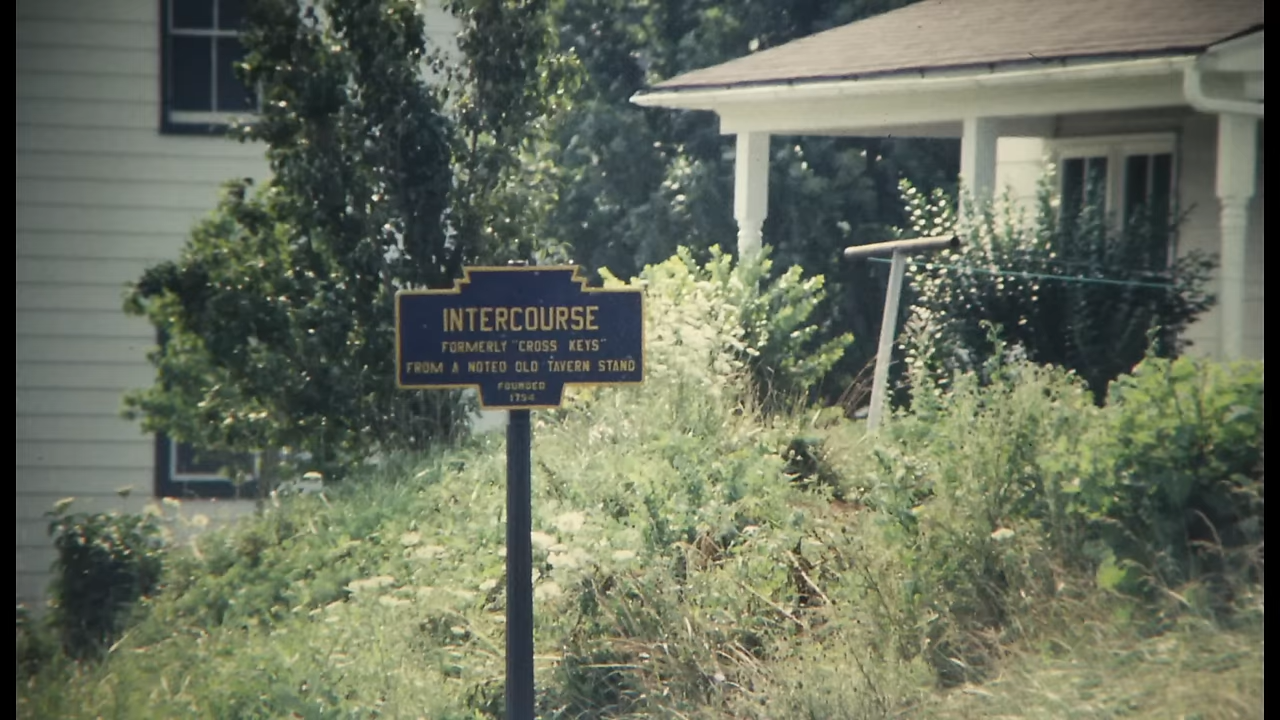 INTERCOURSE
FORMERLY "CROSS KEYS"
FROM A NOTED OLD TAVERN STAND
FOUNDED
1754